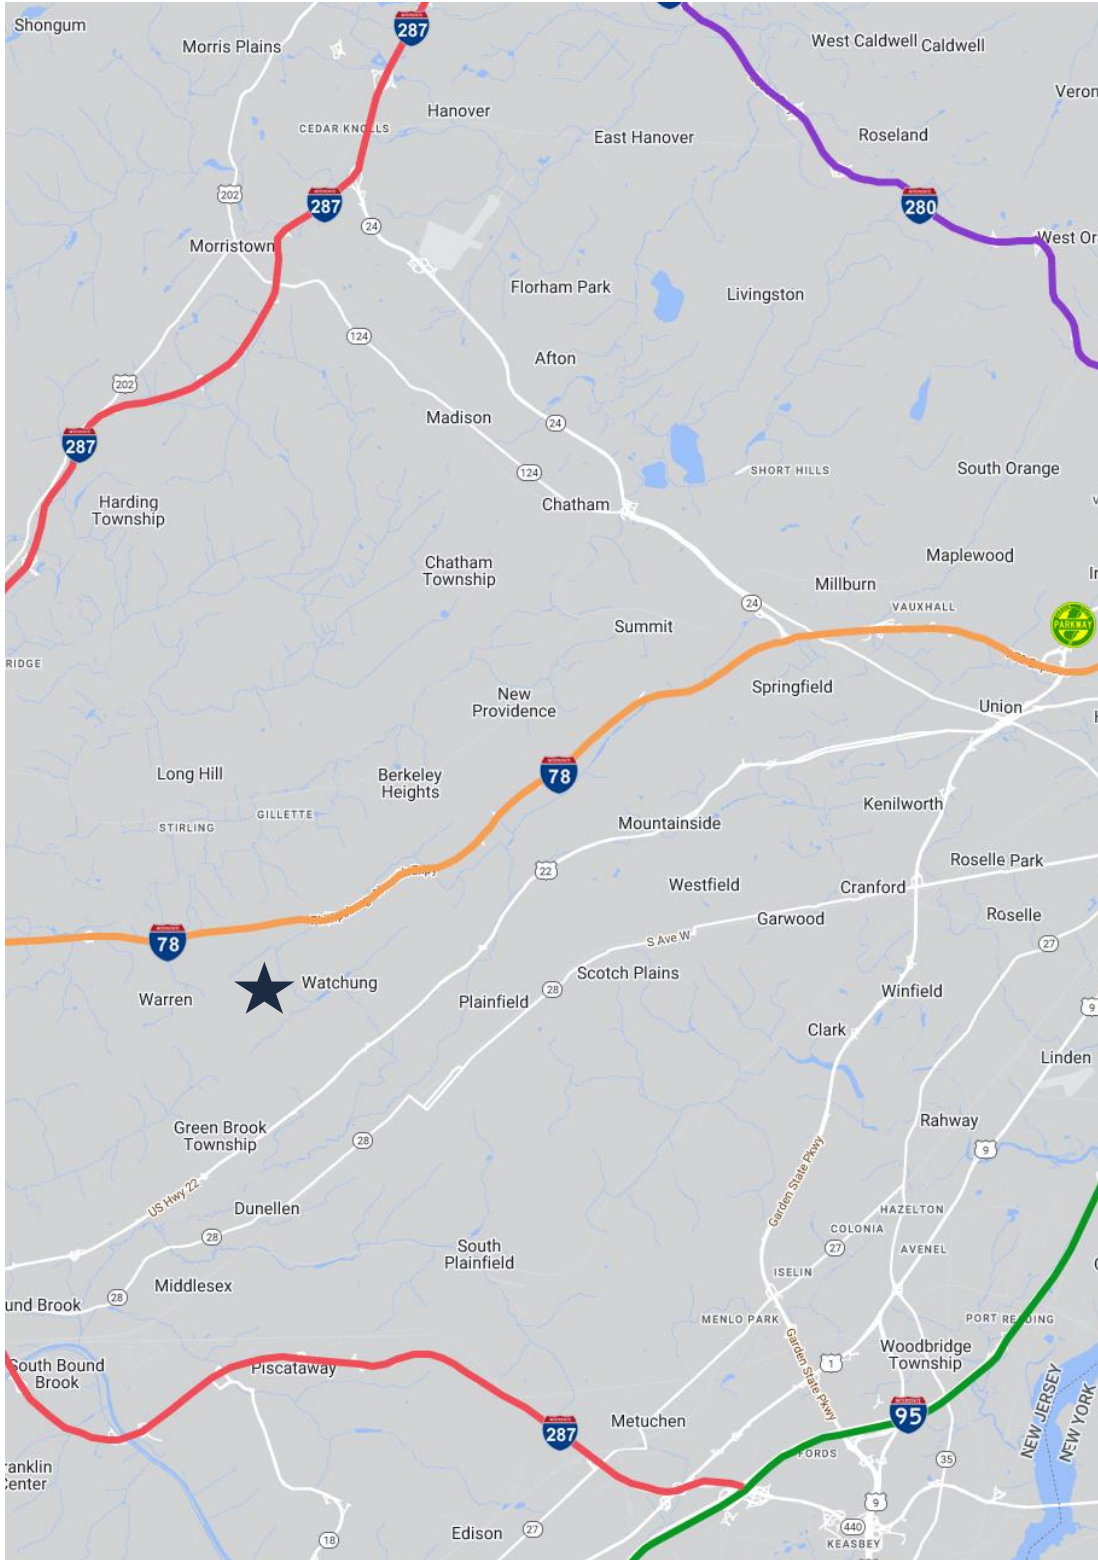 Shongum
Morris Plains
287
West Caldwell
Caldwell
Hanover
CEDAR KNOLLS
East Hanover
Roseland
Veron
202
287
280
24
Morristown
West Or
Florham Park
Livingston
124
Afton
202
Madison
24
287
124
SHORT HILLS
South Orange
Harding
Township
Chatham
Chatham
Township
Maplewood
Millburn
24
VAUXHALL
Summit
PARKWAY
RIDGE
New
Providence
Springfield
Union
Long Hill
Berkeley
Heights
78
Kenilworth
GILLETTE
STIRLING
Mountainside
22
Roselle Park
Westfield
Cranford
Garwood
Roselle
78
S Ave W
27
Watchung
Scotch Plains
28
Warren
Plainfield
Winfield
9
Clark
Linden
Green Brook
Township
28
Rahway
9
US Hwy 22
Garden State Pkwy
Dunellen
HAZELTON
28
COLONIA
South
Plainfield
27
AVENEL
Middlesex
ISELIN
28
und Brook
MENLO PARK
PORT READING
South Bound
Brook
Piscataway
Garden State Pkwy
1
Woodbridge
Township
287
Metuchen
95
NEW JERSEY
NEW YORK
FORDS
ranklin
Center
35
9
Edison
27
440
18
KEASBEY